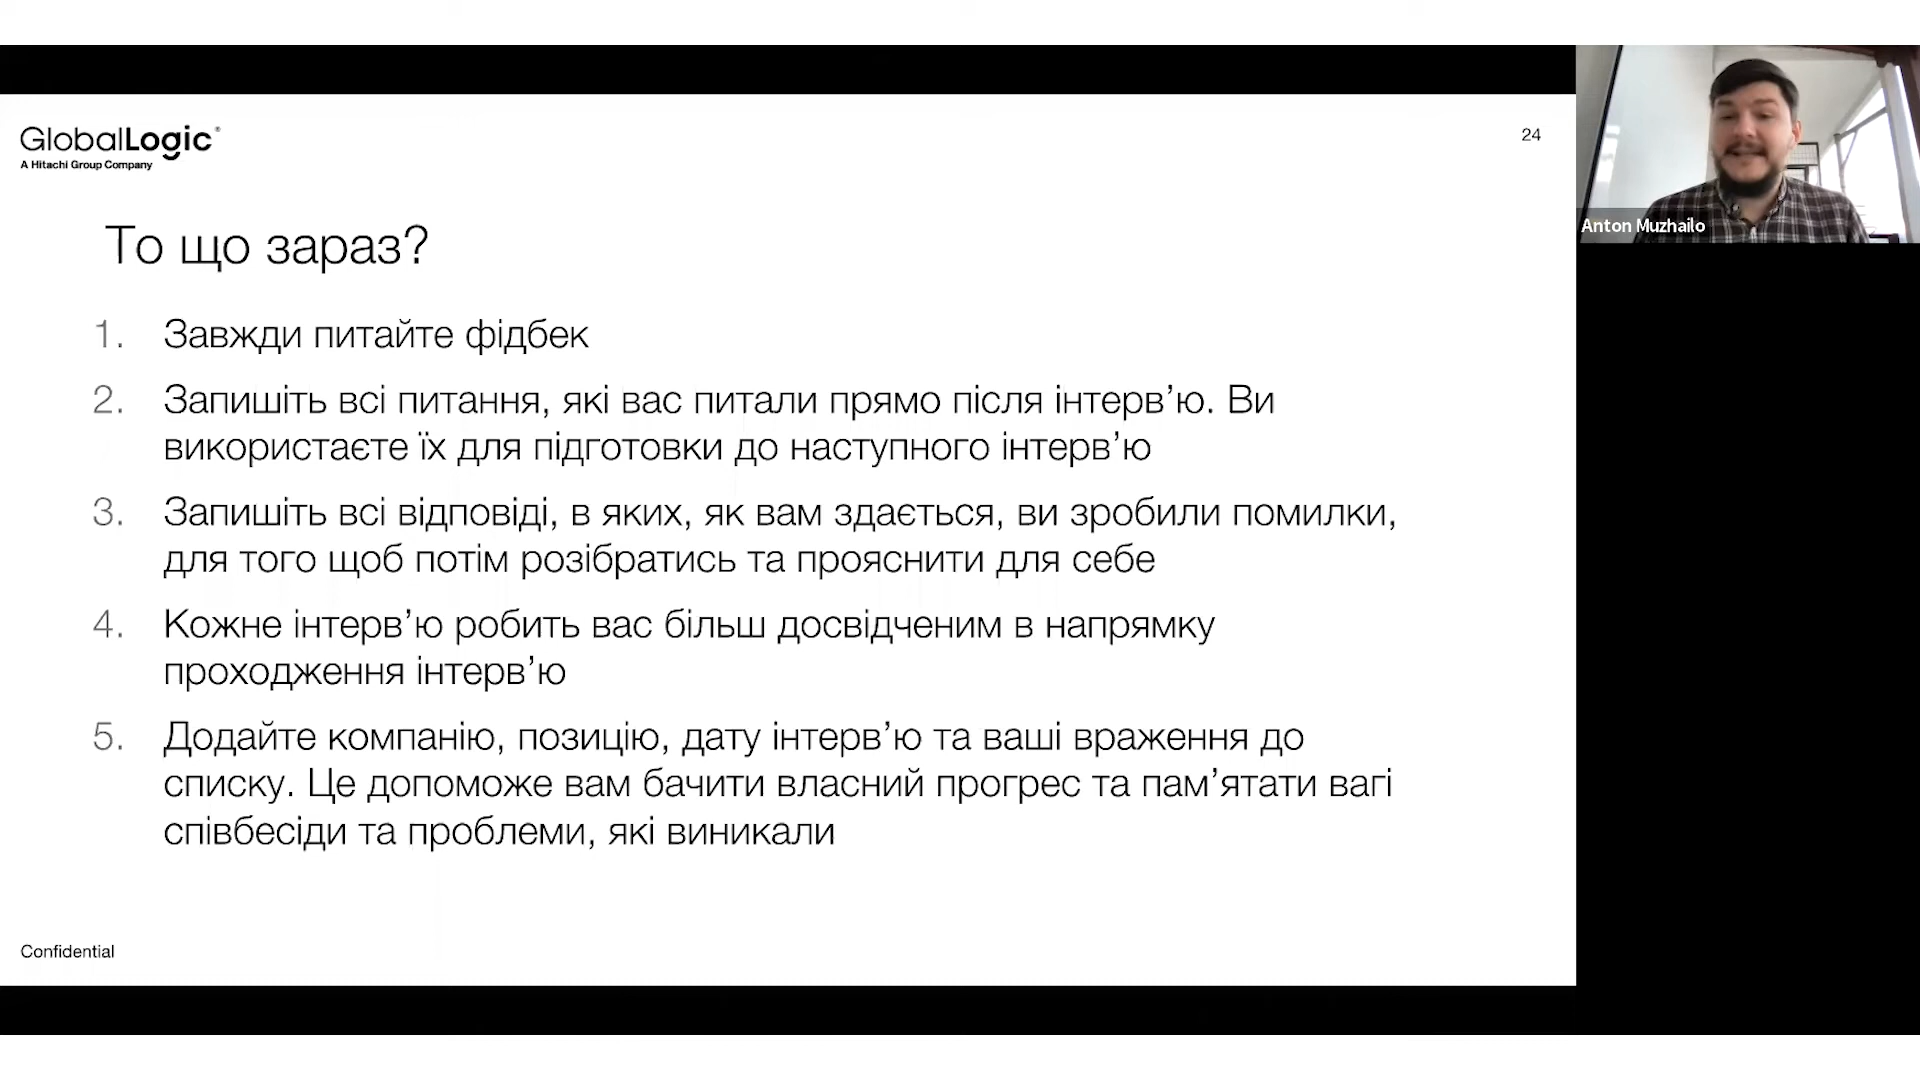 GlobalLogic®
A Hitachi Group Company
24
Anton Muzhailo
То що зараз?
1. Завжди питайте фідбек
2. Запишіть всі питання, які вас питали прямо після інтерв’ю. Ви
використаєте їх для підготовки до наступного інтерв’ю
3. Запишіть всі відповіді, в яких, як вам здається, ви зробили помилки,
для того щоб потім розібратись та прояснити для себе
4. Кожне інтерв’ю робить вас більш досвідченим в напрямку
проходження інтерв’ю
5. Додайте компанію, позицію, дату інтерв’ю та ваші враження до
списку. Це допоможе вам бачити власний прогрес та пам’ятати вагі
співбесіди та проблеми, які виникали
Confidential